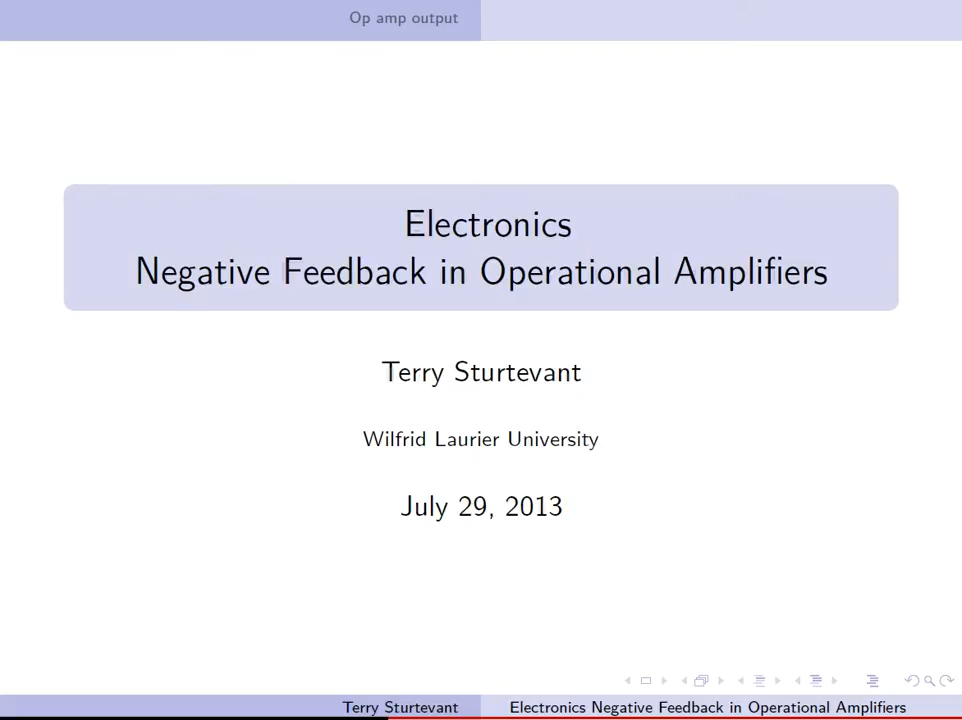 Op amp output
Electronics
Negative Feedback in Operational Amplifiers
Terry Sturtevant
Wilfrid Laurier University
July 29, 2013
Terry Sturtevant
Electronics Negative Feedback in Operational Amplifiers